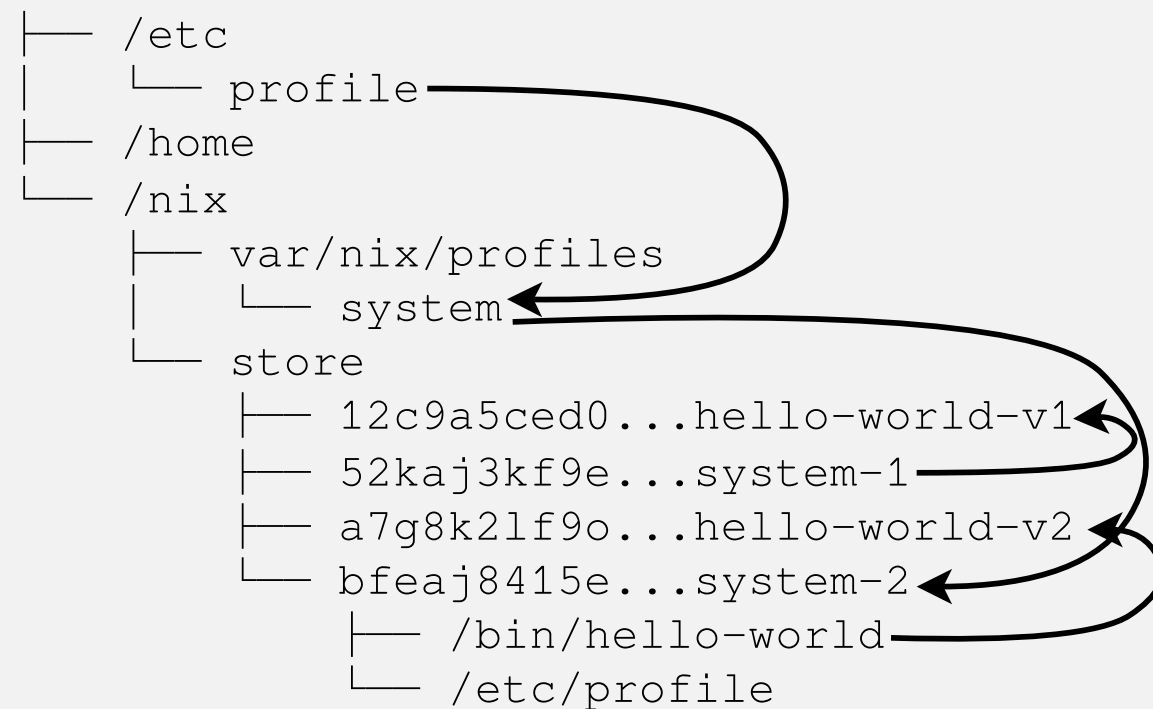 ├── /etc
│   └── profile
├── /home
└── /nix
    ├── var/nix/profiles
    │   └── system
    └── store
        ├── 12c9a5ced0...hello-world-v1
        ├── 52kaj3kf9e...system-1
        ├── a7g8k2lf9o...hello-world-v2
        └── bfeaj8415e...system-2
            ├── /bin/hello-world
            └── /etc/profile